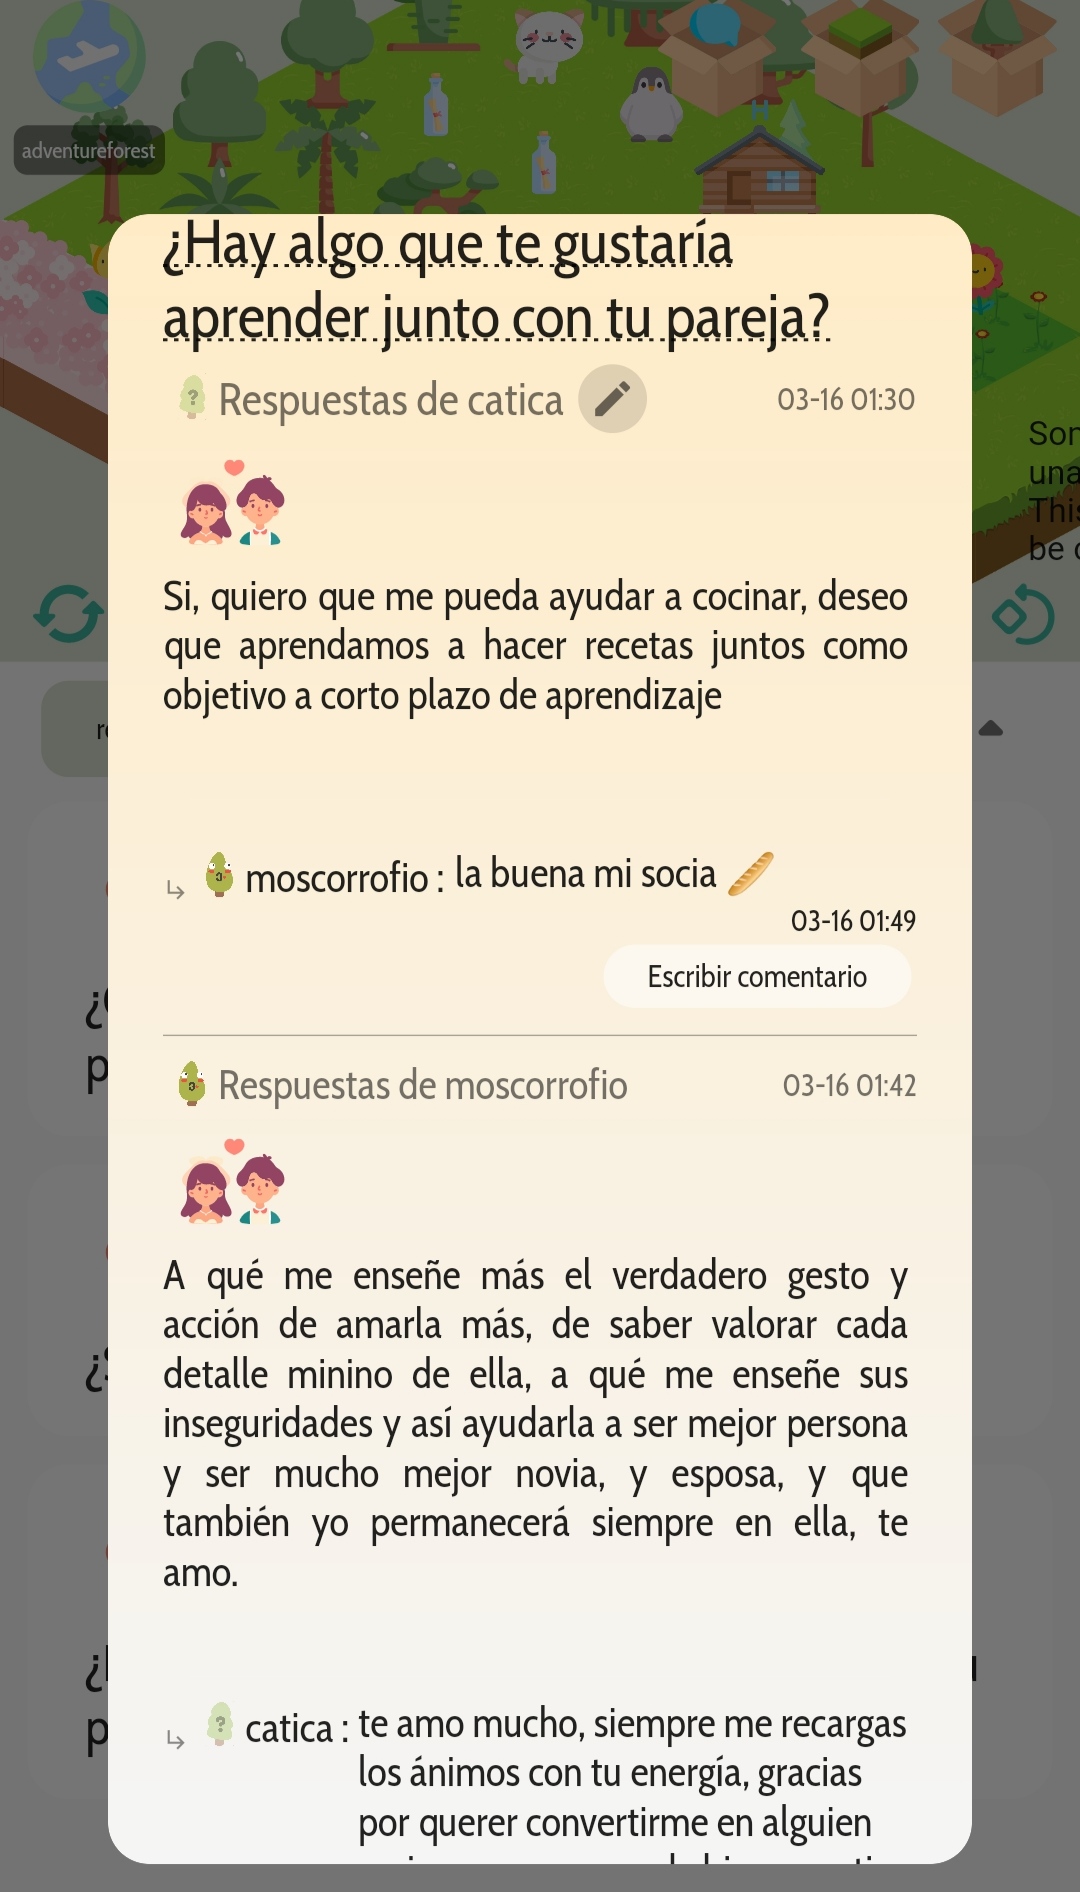 adventureforest
¿Hay algo que te gustaría
aprender junto con tu pareja?
Respuestas de catica
03-16 01:30
Si, quiero que me pueda ayudar a cocinar, deseo
que aprendamos a hacer recetas juntos como
objetivo a corto plazo de aprendizaje
moscorrofio : la buena mi socia
03-16 01:49
Escribir comentario
Respuestas de moscorrofio
03-16 01:42
A qué me enseñe más el verdadero gesto y
acción de amarla más, de saber valorar cada
detalle minino de ella, a qué me enseñe sus
inseguridades y así ayudarla a ser mejor persona
y ser mucho mejor novia, y esposa, y que
también yo permanecerá siempre en ella, te
amo.
catica : te amo mucho, siempre me recargas
los ánimos con tu energía, gracias
por querer convertirme en alguien
una
be